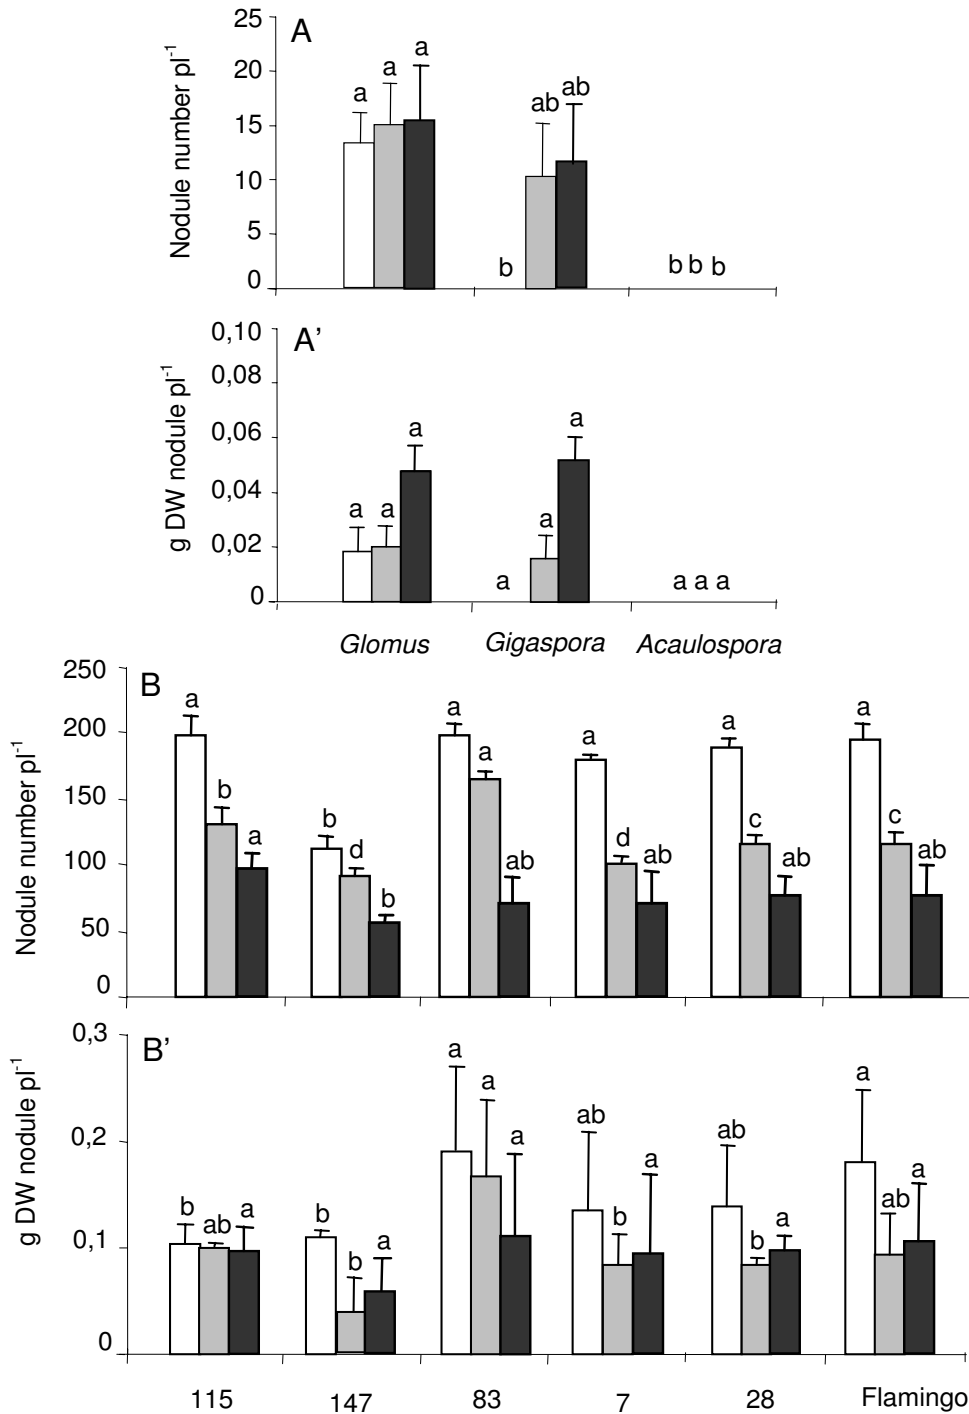 A
Nodule number pl-1
25
20
15
10
5
0
a a a
b ab ab
b b b
A'
g DW nodule pl-1
0,10
0,08
0,06
0,04
0,02
0
a a a
a a a
a a a
Glomus Gigaspora Acaulospora
B
Nodule number pl-1
250
200
150
100
50
0
a b a
b d b
a a ab
a d ab
a c ab
a c ab
B'
g DW nodule pl-1
0,3
0,2
0,1
0
b ab a
b b a
a a a
ab b a
ab b a
a ab a
115 147 83 7 28 Flamingo